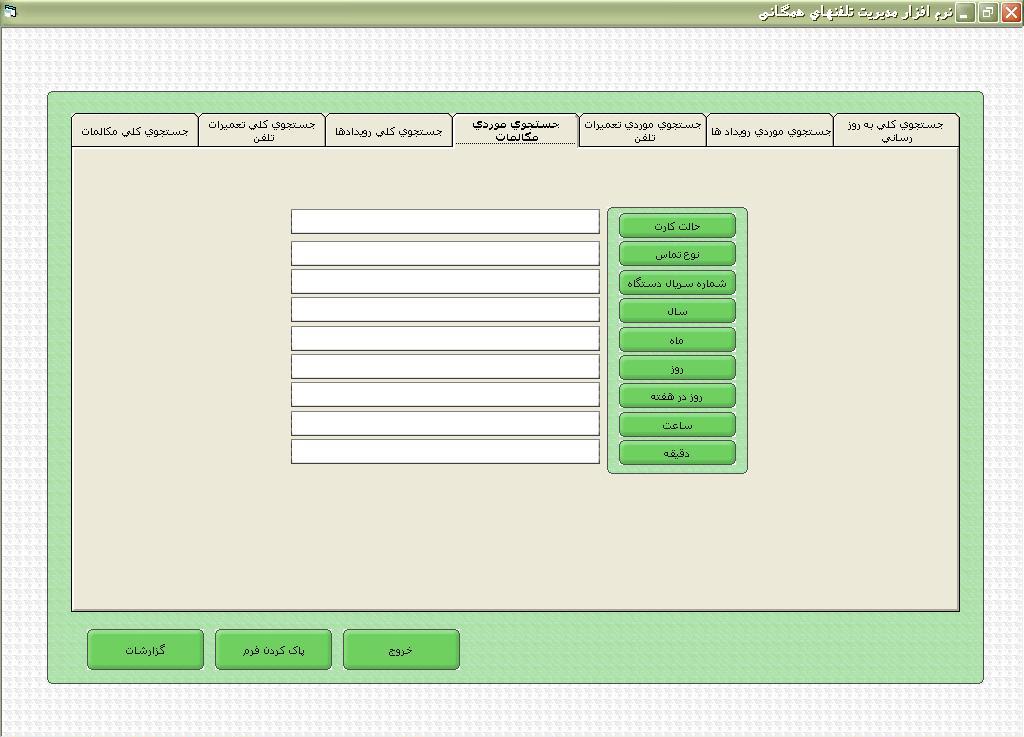 نرم افزار مديريت تلفنهاي همگاني
جستجوي كلي به روز
رساني
جستجوي موردي رويداد ها
جستجوي موردي تعميرات
تلفن
جستجوي موردي
مكالمات
جستجوي كلي رويدادها
جستجوي كلي تعميرات
تلفن
جستجوي كلي مكالمات
حالت كارت
نوع تماس
شماره سريال دستگاه
سال
ماه
روز
روز در هفته
ساعت
دقيقه
خروج
پاک كردن فرم
گزارشات